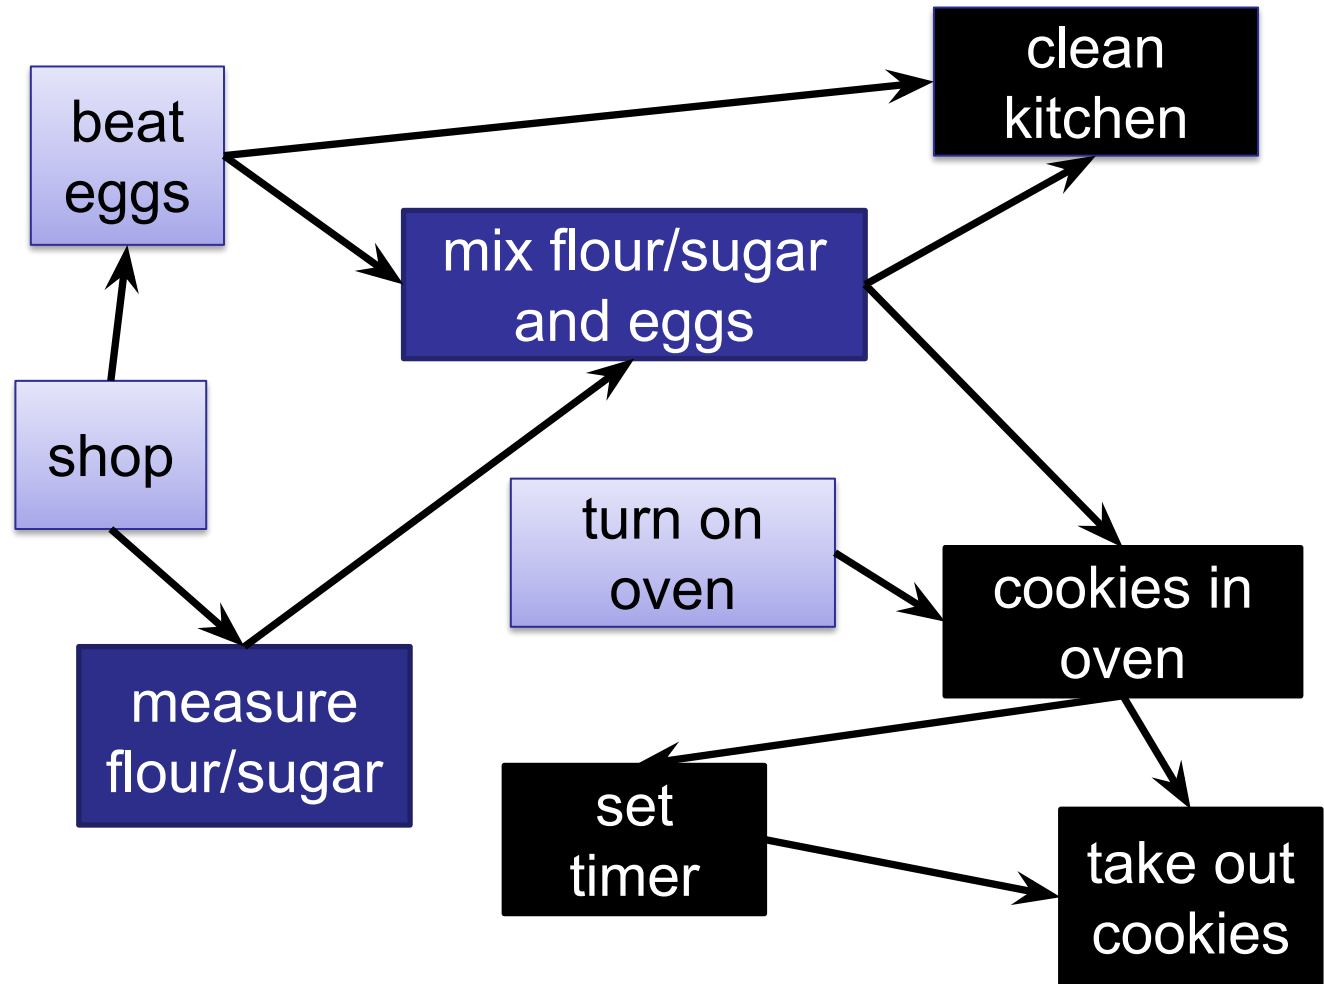 clean
kitchen
beat
eggs
mix flour/sugar
and eggs
shop
turn on
oven
cookies in
oven
measure
flour/sugar
set
timer
take out
cookies